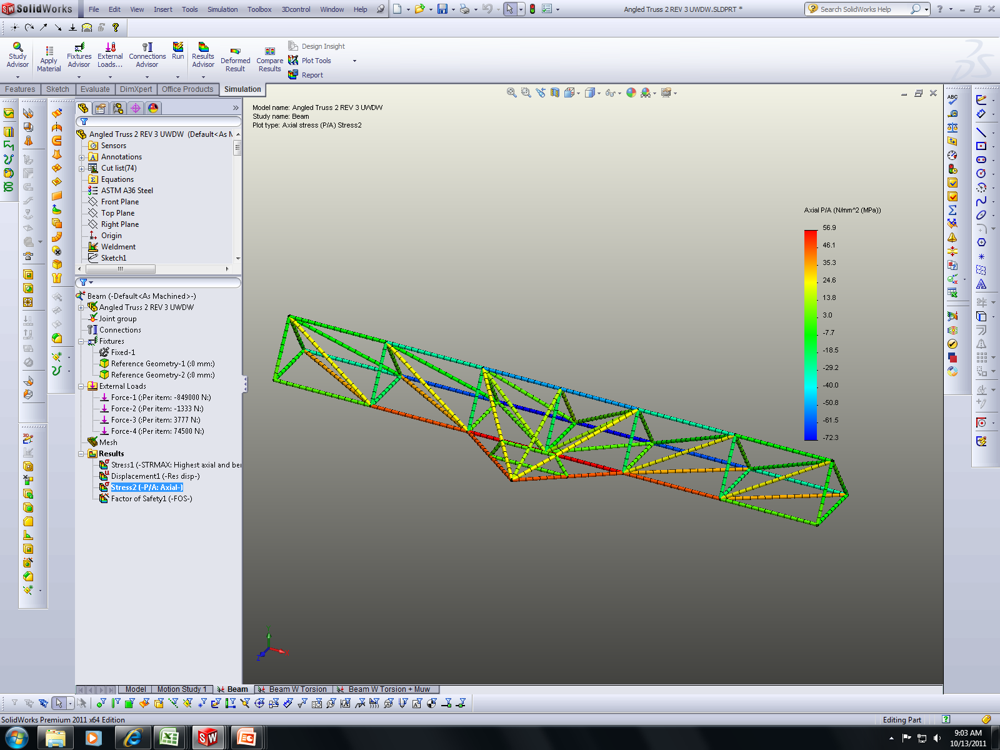 SolidWorks
File Edit View Insert Tools Simulation Toolbox 3Dcontrol Window Help
Angled Truss 2 REV 3 UWDW.SLDPRT *
Search SolidWorks Help
Study Advisor
Apply Material
Fixtures Advisor
External Loads...
Connections Advisor
Run
Results Advisor
Deformed Result
Compare Results
Design Insight
Plot Tools
Report
Features Sketch Evaluate DimXpert Office Products Simulation
Angled Truss 2 REV 3 UWDW (Default<As M
Sensors
Annotations
Cut list(74)
Equations
ASTM A36 Steel
Front Plane
Top Plane
Right Plane
Origin
Weldment
Sketch1
Beam (-Default<As Machined>-)
Angled Truss 2 REV 3 UWDW
Joint group
Connections
Fixtures
Fixed-1
Reference Geometry-1 (:0 mm:)
Reference Geometry-2 (:0 mm:)
External Loads
Force-1 (:Per item: -849000 N:)
Force-2 (:Per item: -1333 N:)
Force-3 (:Per item: 3777 N:)
Force-4 (:Per item: 74500 N:)
Mesh
Results
Stress1 (-STRMAX: Highest axial and ber
Displacement1 (-Res disp-)
Stress2 (-P/A: Axial-)
Factor of Safety1 (-FOS-)
Model name: Angled Truss 2 REV 3 UWDW
Study name: Beam
Plot type: Axial stress (P/A) Stress2
Axial P/A (N/mm^2 (MPa))
56.9
46.1
35.3
24.6
13.8
3.0
-7.7
-18.5
-29.2
-40.0
-50.8
-61.5
-72.3
ABC
Y
X
Z
Model Motion Study 1 Beam Beam W Torsion Beam W Torsion + Muw
SolidWorks Premium 2011 x64 Edition
Editing Part
9:03 AM
10/13/2011